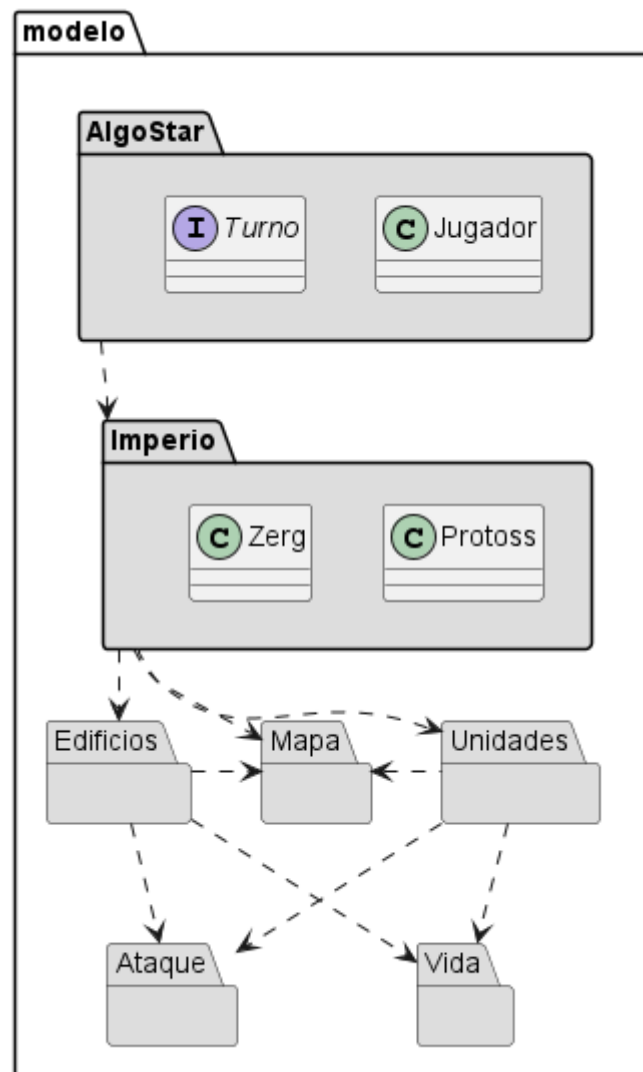 modelo
AlgoStar
I Turno
C Jugador
Imperio
C Zerg
C Protoss
Edificios
Mapa
Unidades
Ataque
Vida